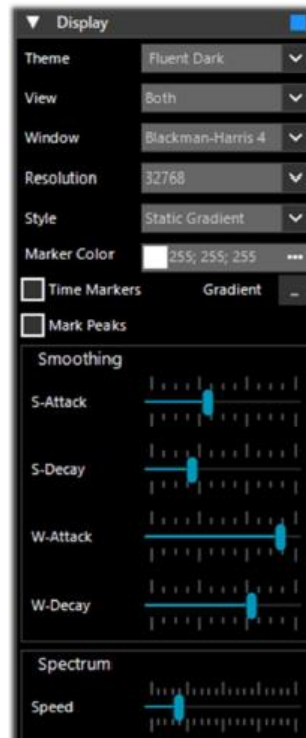 Display
Theme Fluent Dark
View Both
Window Blackman-Harris 4
Resolution 32768
Style Static Gradient
Marker Color 255; 255; 255 ...
Time Markers Gradient ...
Mark Peaks
Smoothing
S-Attack
S-Decay
W-Attack
W-Decay
Spectrum
Speed